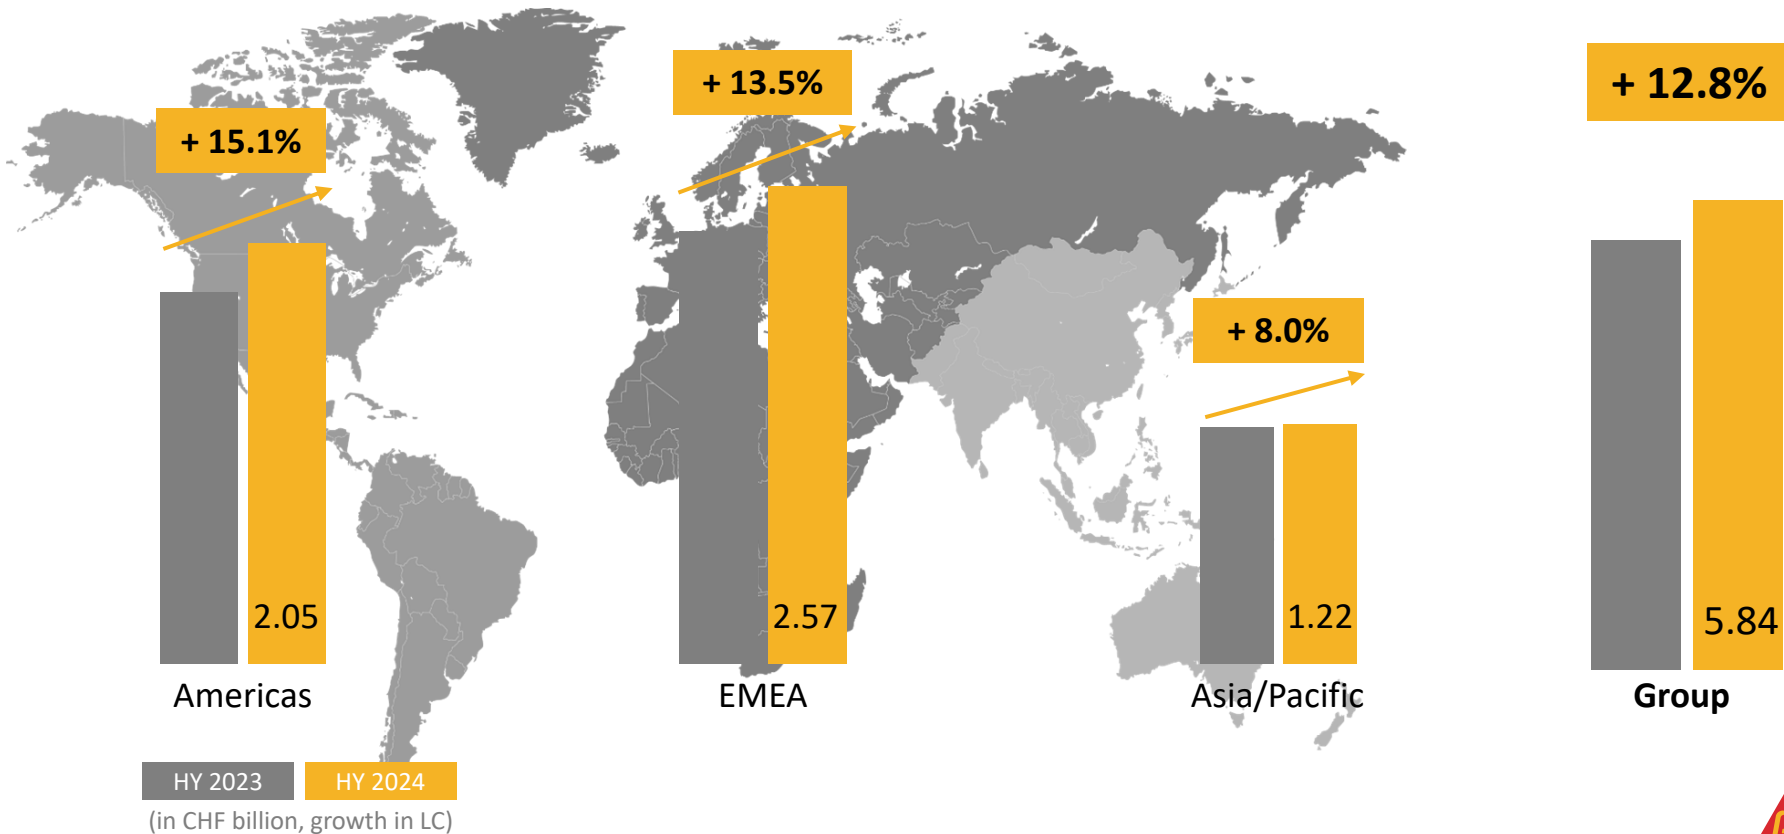 + 15.1%
+ 13.5%
+ 12.8%
+ 8.0%
2.05
2.57
1.22
5.84
Americas
EMEA
Asia/Pacific
Group
HY 2023
HY 2024
(in CHF billion, growth in LC)